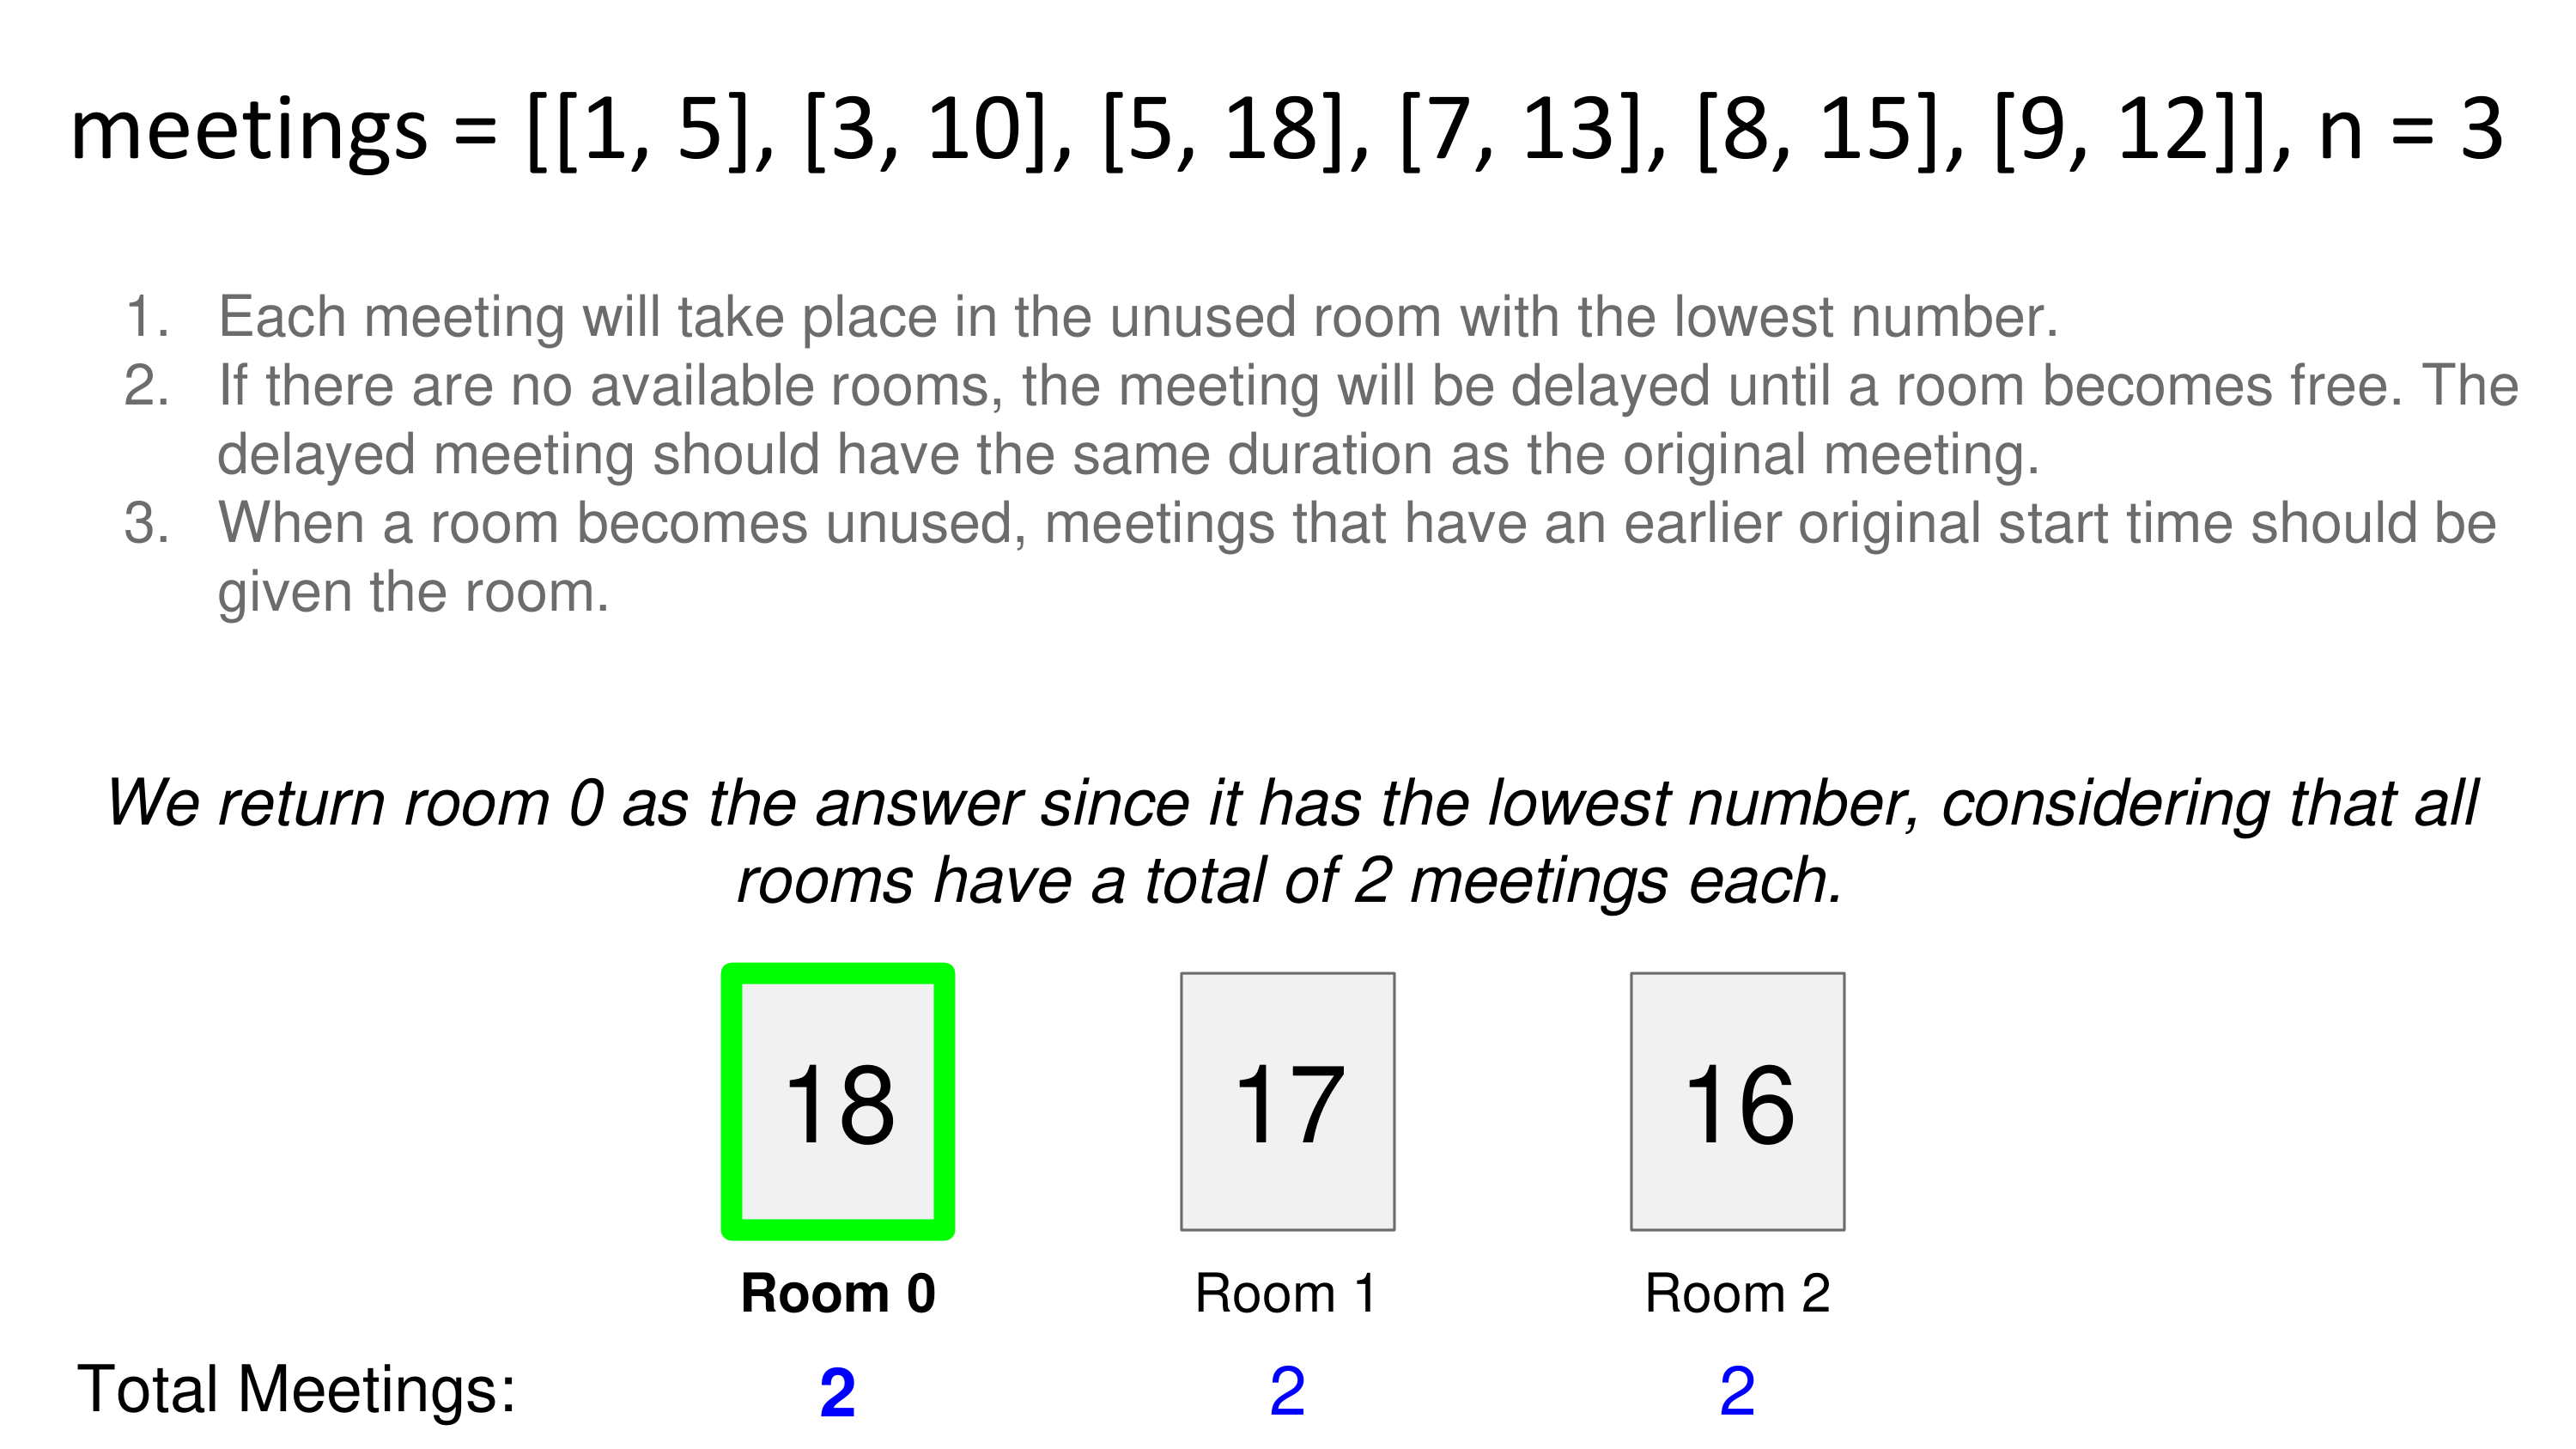 meetings = [[1, 5], [3, 10], [5, 18], [7, 13], [8, 15], [9, 12]], n = 3
1. Each meeting will take place in the unused room with the lowest number.
2. If there are no available rooms, the meeting will be delayed until a room becomes free. The
delayed meeting should have the same duration as the original meeting.
3. When a room becomes unused, meetings that have an earlier original start time should be
given the room.
We return room 0 as the answer since it has the lowest number, considering that all
rooms have a total of 2 meetings each.
18 17 16
Room 0 Room 1 Room 2
Total Meetings: 2 2 2